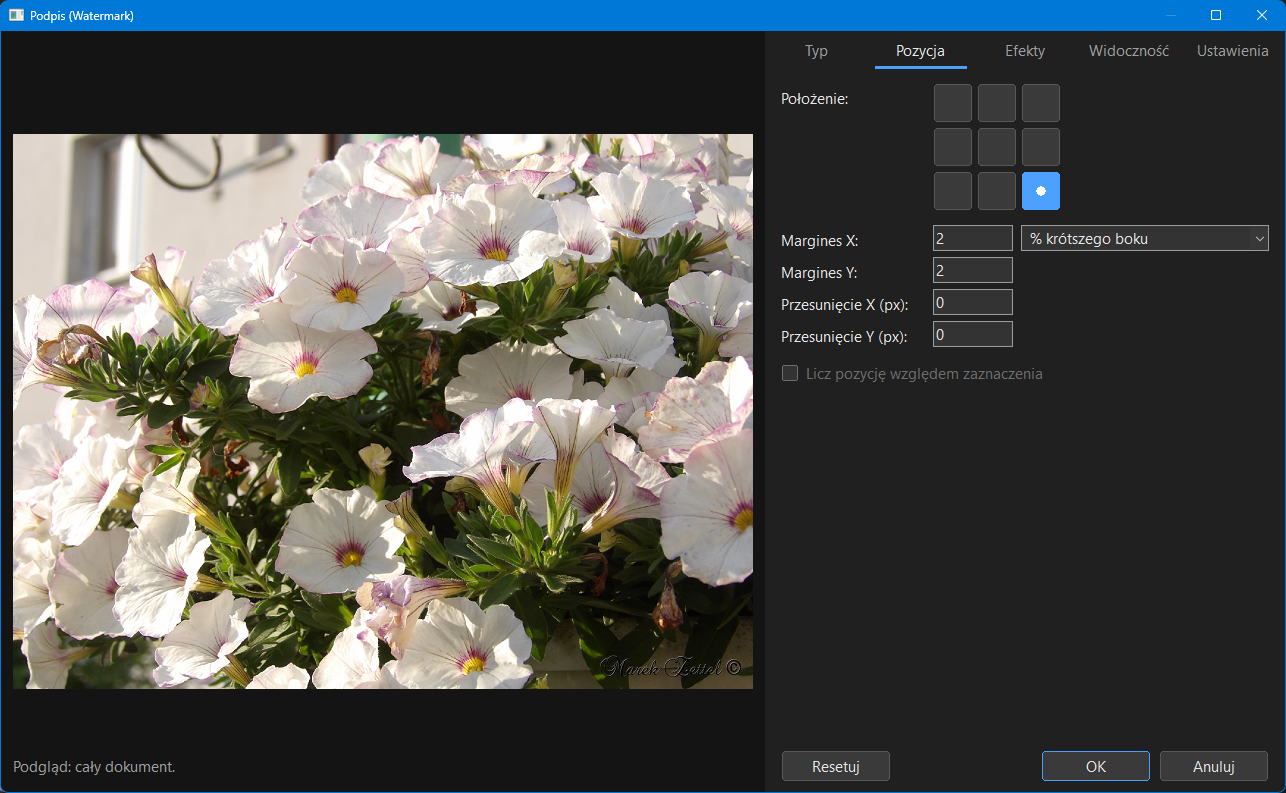 Podpis (Watermark)
Typ Pozycja Efekty Widoczność Ustawienia
Położenie:
Margines X: 2 % krótszego boku
Margines Y: 2
Przesunięcie X (px): 0
Przesunięcie Y (px): 0
Licz pozycję względem zaznaczenia
Marek Zettel ©
Podgląd: cały dokument.
Resetuj OK Anuluj